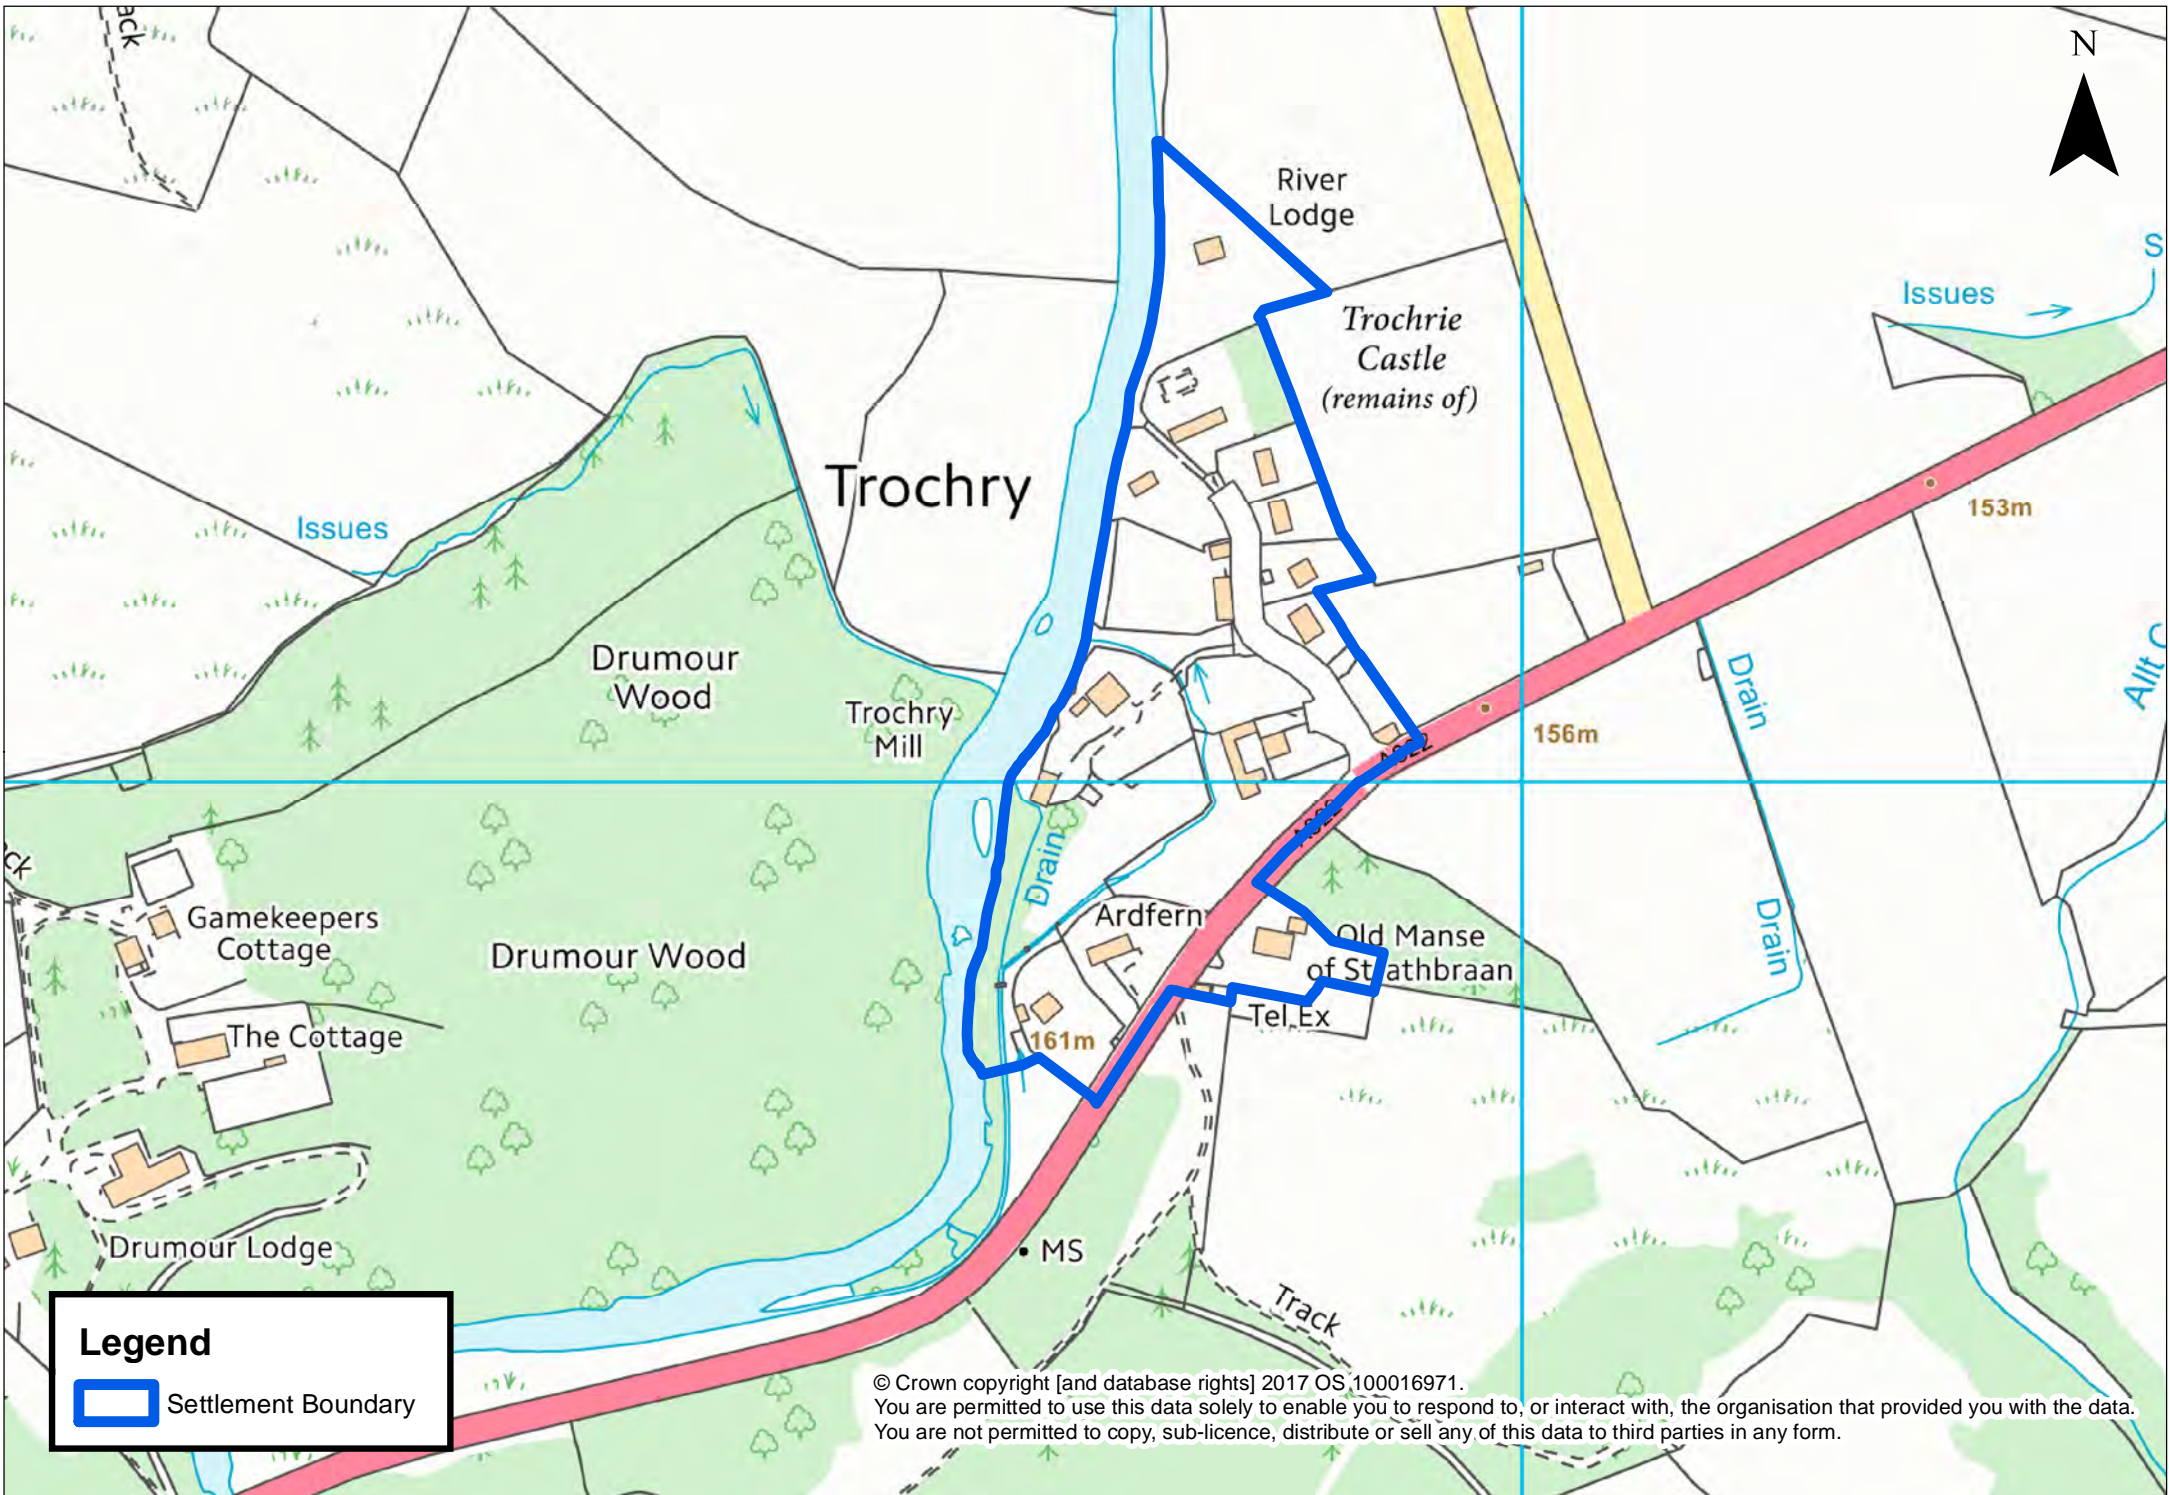 N
River
Lodge
Trochrie
Castle
(remains of)
Issues
S
Trochry
153m
Issues
Drumour
Wood
Trochry
Mill
156m
Drain
Allt C
A822
A822
Drain
Drain
Gamekeepers
Cottage
Drumour Wood
Ardfern
Old Manse
of Strathbraan
The Cottage
161m
Tel Ex
Drumour Lodge
MS
Track
Legend
Settlement Boundary
© Crown copyright [and database rights] 2017 OS 100016971.
You are permitted to use this data solely to enable you to respond to, or interact with, the organisation that provided you with the data.
You are not permitted to copy, sub-licence, distribute or sell any of this data to third parties in any form.